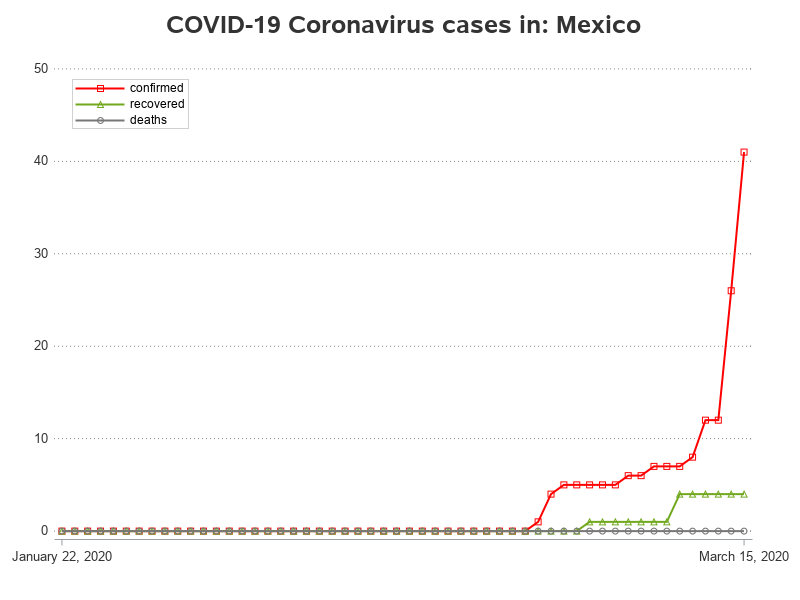 COVID-19 Coronavirus cases in: Mexico
50
confirmed
recovered
deaths
40
30
20
10
0
January 22, 2020
March 15, 2020